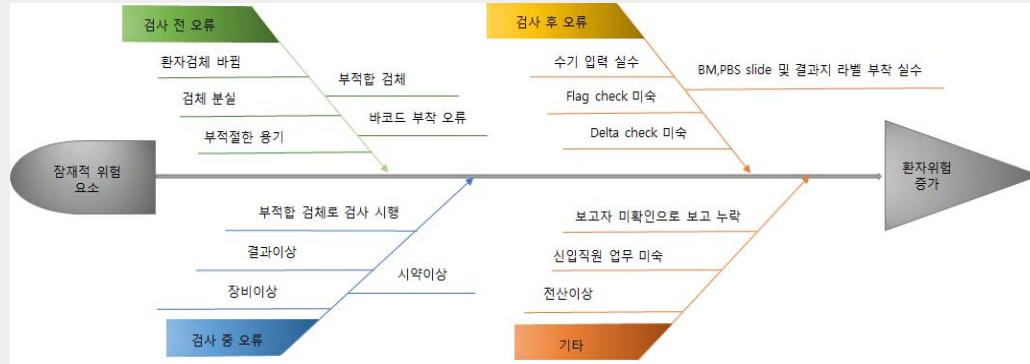 검사 전 오류
환자검체 바뀜
검체 분실
부적절한 용기
부적합 검체
바코드 부착 오류
검사 후 오류
수기 입력 실수
Flag check 미숙
Delta check 미숙
BM,PBS slide 및 결과지 라벨 부착 실수
잠재적 위험
요소
환자위험
증가
부적합 검체로 검사 시행
결과이상
장비이상
시약이상
검사 중 오류
보고자 미확인으로 보고 누락
신입직원 업무 미숙
전산이상
기타